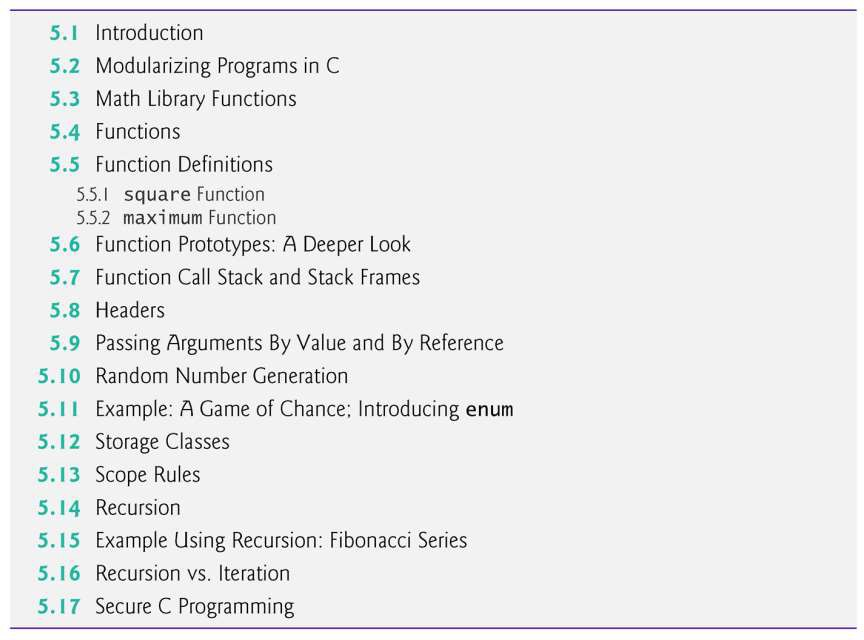 5.1 Introduction
5.2 Modularizing Programs in C
5.3 Math Library Functions
5.4 Functions
5.5 Function Definitions
5.5.1 square Function
5.5.2 maximum Function
5.6 Function Prototypes: A Deeper Look
5.7 Function Call Stack and Stack Frames
5.8 Headers
5.9 Passing Arguments By Value and By Reference
5.10 Random Number Generation
5.11 Example: A Game of Chance; Introducing enum
5.12 Storage Classes
5.13 Scope Rules
5.14 Recursion
5.15 Example Using Recursion: Fibonacci Series
5.16 Recursion vs. Iteration
5.17 Secure C Programming